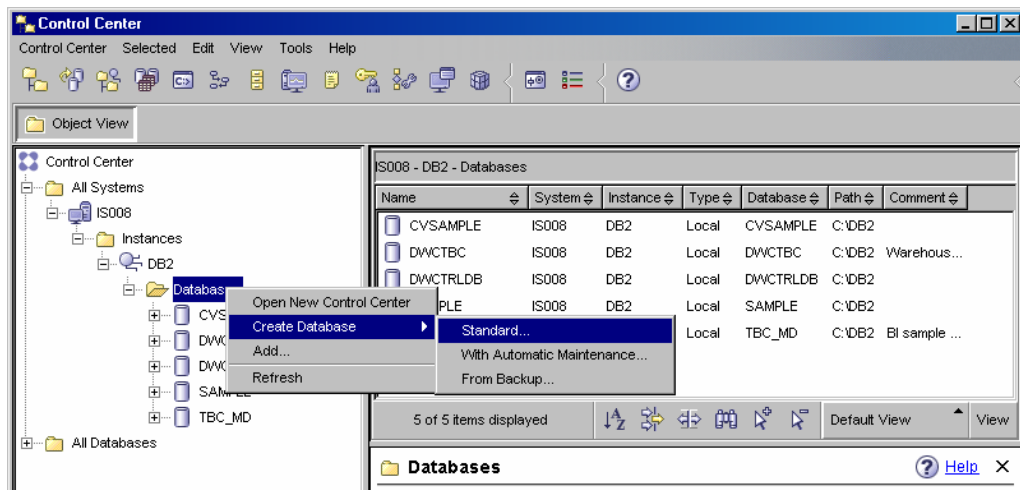 Control Center
Control Center Selected Edit View Tools Help
Object View
Control Center
All Systems
IS008
Instances
DB2
Databas
CVS
DWC
DWC
SAMPLE
TBC_MD
All Databases
Open New Control Center
Create Database
Add...
Refresh
Standard...
With Automatic Maintenance...
From Backup...
IS008 - DB2 - Databases
Name System Instance Type Database Path Comment
CVSAMPLE IS008 DB2 Local CVSAMPLE C:\DB2
DWCTBC IS008 DB2 Local DWCTBC C:\DB2 Warehous...
DWCTRLDB IS008 DB2 Local DWCTRLDB C:\DB2
PLE IS008 DB2 Local SAMPLE C:\DB2
Local TBC_MD C:\DB2 BI sample ...
5 of 5 items displayed Default View View
Databases Help